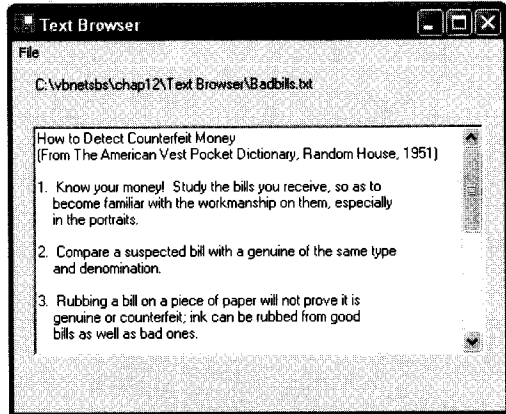 Text Browser
File
C:\vbnetsbs\chap12\Text Browser\Badbills.txt
How to Detect Counterfeit Money
(From The American Vest Pocket Dictionary, Random House, 1951)
1. Know your money! Study the bills you receive, so as to
become familiar with the workmanship on them, especially
in the portraits.
2. Compare a suspected bill with a genuine of the same type
and denomination.
3. Rubbing a bill on a piece of paper will not prove it is
genuine or counterfeit; ink can be rubbed from good
bills as well as bad ones.